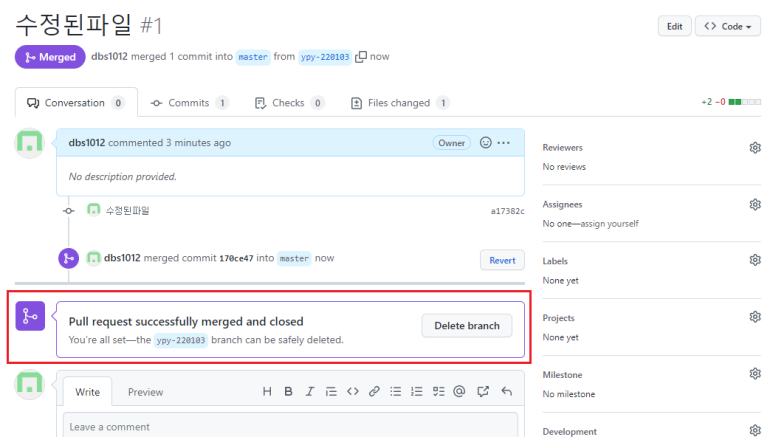 수정된파일 #1
Edit
Code
Merged dbs1012 merged 1 commit into master from ypy-220103 now
Conversation 0 Commits 1 Checks 0 Files changed 1
+2 −0
dbs1012 commented 3 minutes ago Owner
No description provided.
수정된파일 a17382c
dbs1012 merged commit 170ce47 into master now Revert
Pull request successfully merged and closed
You're all set—the ypy-220103 branch can be safely deleted.
Delete branch
Write Preview
Leave a comment
Reviewers
No reviews
Assignees
No one—assign yourself
Labels
None yet
Projects
None yet
Milestone
No milestone
Development